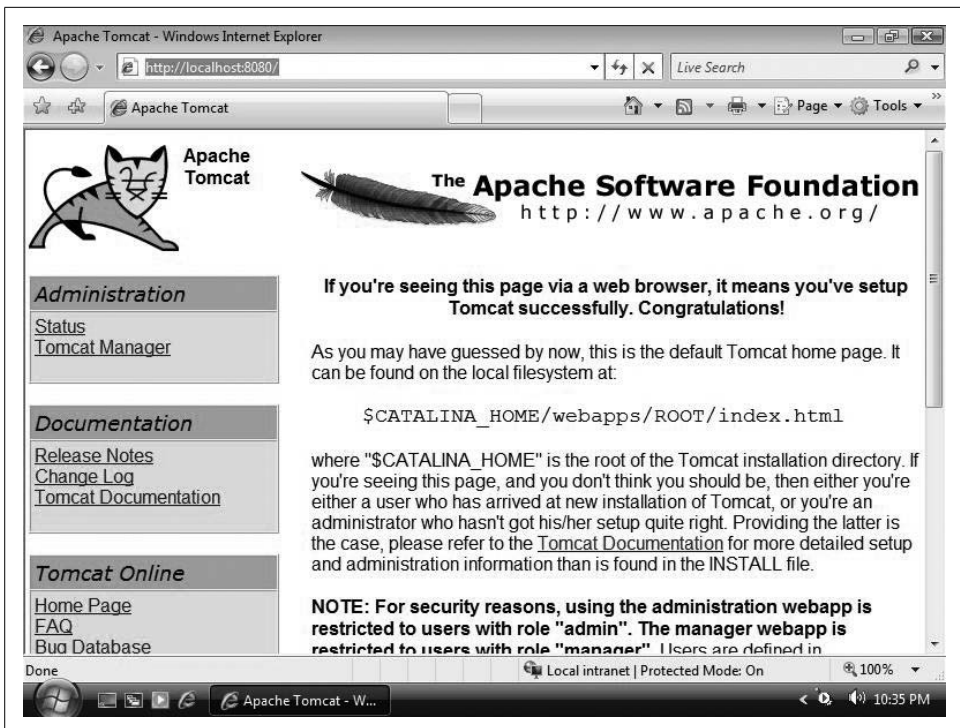 Apache Tomcat - Windows Internet Explorer
http://localhost:8080/
Live Search
Apache Tomcat
Page
Tools
Apache
Tomcat
The Apache Software Foundation
http://www.apache.org/
Administration
Status
Tomcat Manager
Documentation
Release Notes
Change Log
Tomcat Documentation
Tomcat Online
Home Page
FAQ
Bug Database
If you're seeing this page via a web browser, it means you've setup
Tomcat successfully. Congratulations!
As you may have guessed by now, this is the default Tomcat home page. It
can be found on the local filesystem at:
$CATALINA_HOME/webapps/ROOT/index.html
where "$CATALINA_HOME" is the root of the Tomcat installation directory. If
you're seeing this page, and you don't think you should be, then either you're
either a user who has arrived at new installation of Tomcat, or you're an
administrator who hasn't got his/her setup quite right. Providing the latter is
the case, please refer to the Tomcat Documentation for more detailed setup
and administration information than is found in the INSTALL file.
NOTE: For security reasons, using the administration webapp is
restricted to users with role "admin". The manager webapp is
restricted to users with role "manager". Users are defined in
Done
Local intranet | Protected Mode: On
100%
Apache Tomcat - W...
10:35 PM